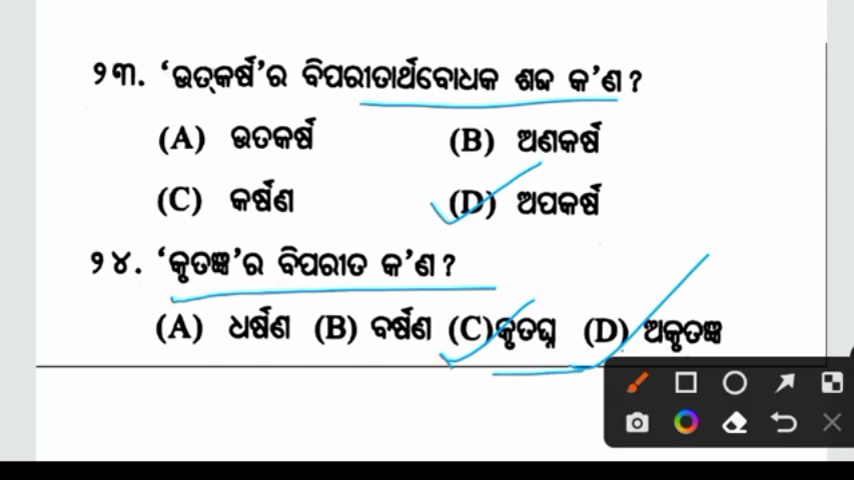 ୨୩. ‘ଉତ୍କର୍ଷ’ର ବିପରୀତାର୍ଥବୋଧକ ଶବ୍ଦ କ’ଣ ?
(A) ଉତକର୍ଷ (B) ଅଣକର୍ଷ
(C) କର୍ଷଣ (D) ଅପକର୍ଷ
୨୪. ‘କୃତଜ୍ଞ’ର ବିପରୀତ କ’ଣ ?
(A) ଧର୍ଷଣ (B) ବର୍ଷଣ (C) କୃତଘ୍ନ (D) ଅକୃତଜ୍ଞ